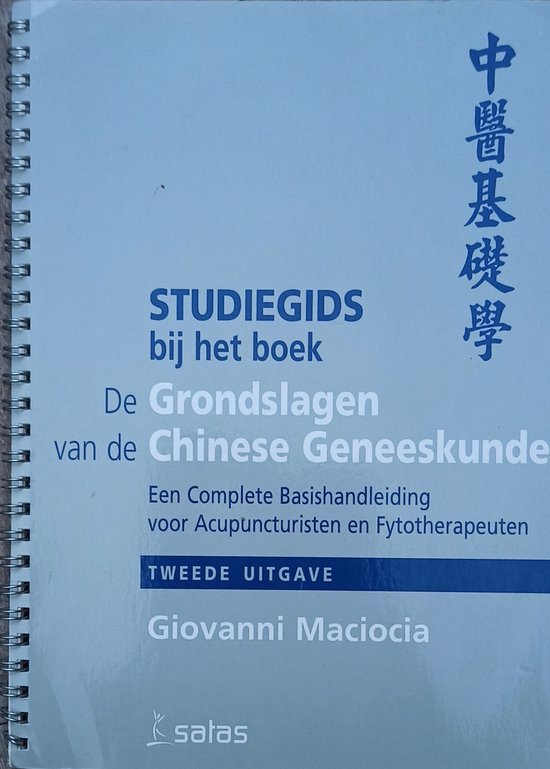 中醫基礎學
STUDIEGIDS
bij het boek
De Grondslagen
van de Chinese Geneeskunde
Een Complete Basishandleiding
voor Acupuncturisten en Fytotherapeuten
TWEEDE UITGAVE
Giovanni Maciocia
satas